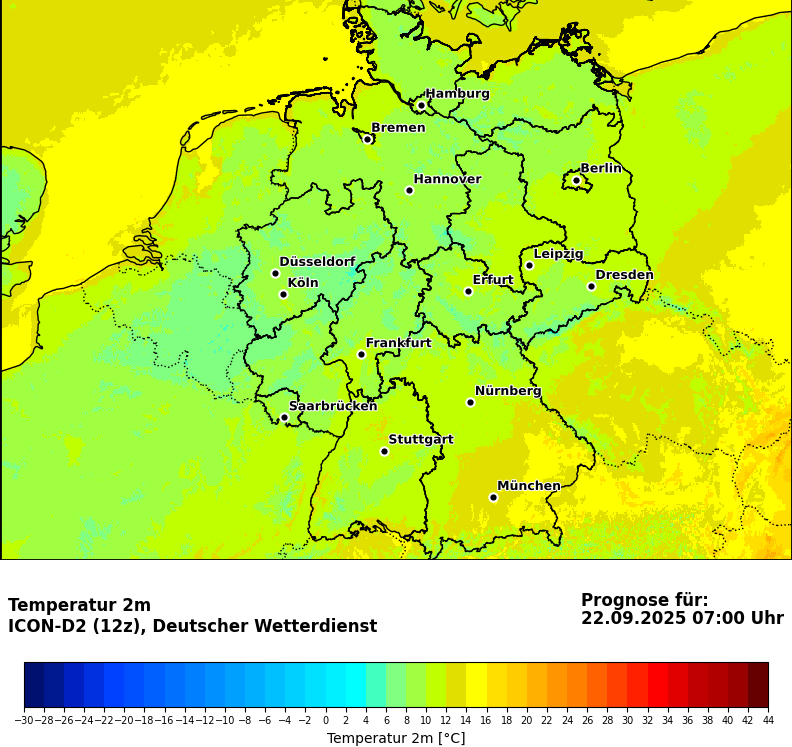 Hamburg
Bremen
Berlin
Hannover
Leipzig
Düsseldorf
Dresden
Köln
Erfurt
Frankfurt
Nürnberg
Saarbrücken
Stuttgart
München
Temperatur 2m
ICON-D2 (12z), Deutscher Wetterdienst
Prognose für:
22.09.2025 07:00 Uhr
−30 −28 −26 −24 −22 −20 −18 −16 −14 −12 −10 −8 −6 −4 −2 0 2 4 6 8 10 12 14 16 18 20 22 24 26 28 30 32 34 36 38 40 42 44
Temperatur 2m [°C]